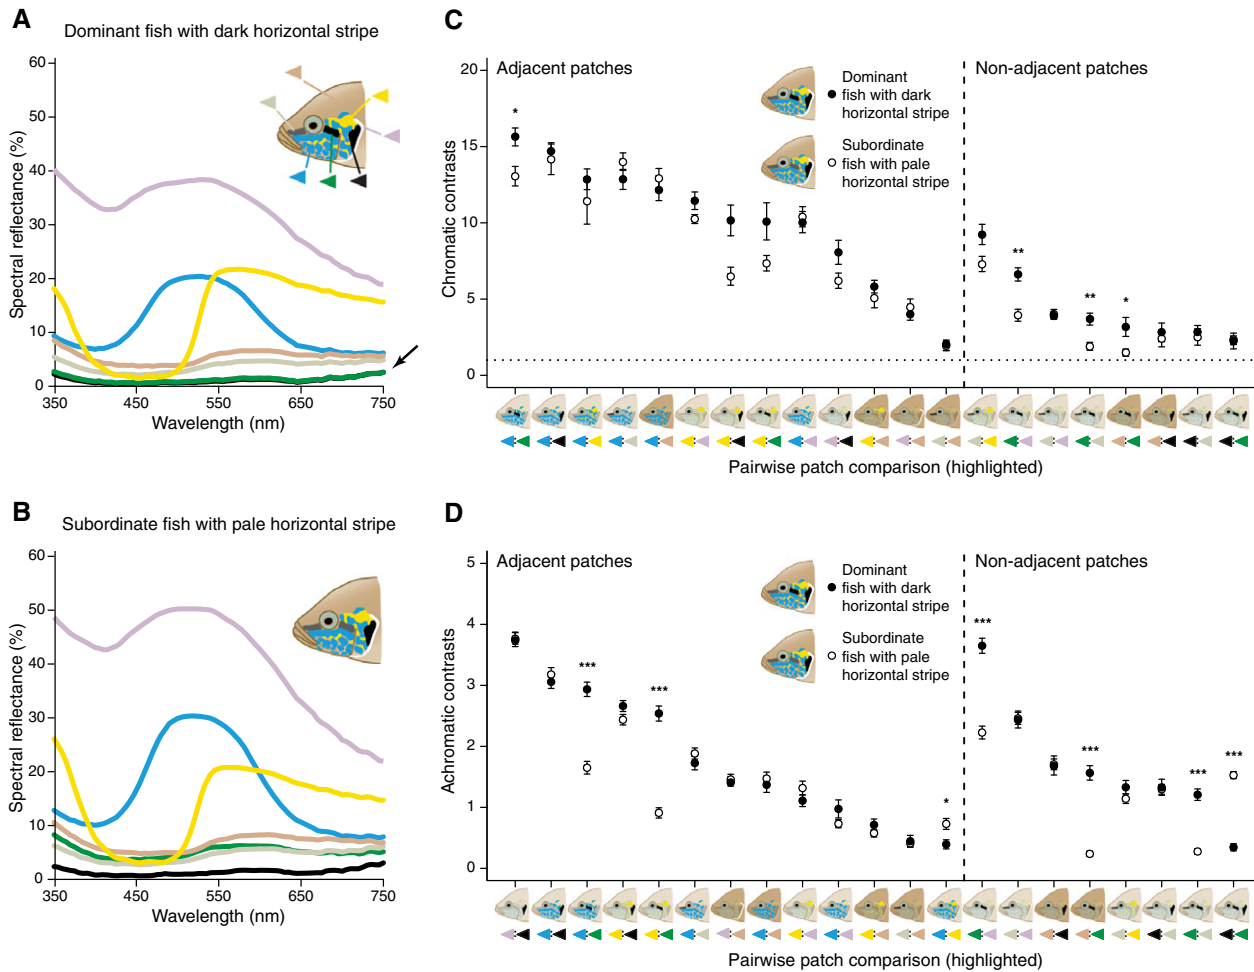 A
Dominant fish with dark horizontal stripe
60
50
40
30
20
10
0
Spectral reflectance (%)
350
450
550
650
750
Wavelength (nm)
B
Subordinate fish with pale horizontal stripe
60
50
40
30
20
10
0
Spectral reflectance (%)
350
450
550
650
750
Wavelength (nm)
C
20
15
10
5
0
Chromatic contrasts
Adjacent patches
Non-adjacent patches
Dominant
fish with dark
horizontal stripe
Subordinate
fish with pale
horizontal stripe
*
**
**
*
Pairwise patch comparison (highlighted)
D
5
4
3
2
1
0
Achromatic contrasts
Adjacent patches
Non-adjacent patches
Dominant
fish with dark
horizontal stripe
Subordinate
fish with pale
horizontal stripe
***
***
*
***
***
***
***
Pairwise patch comparison (highlighted)